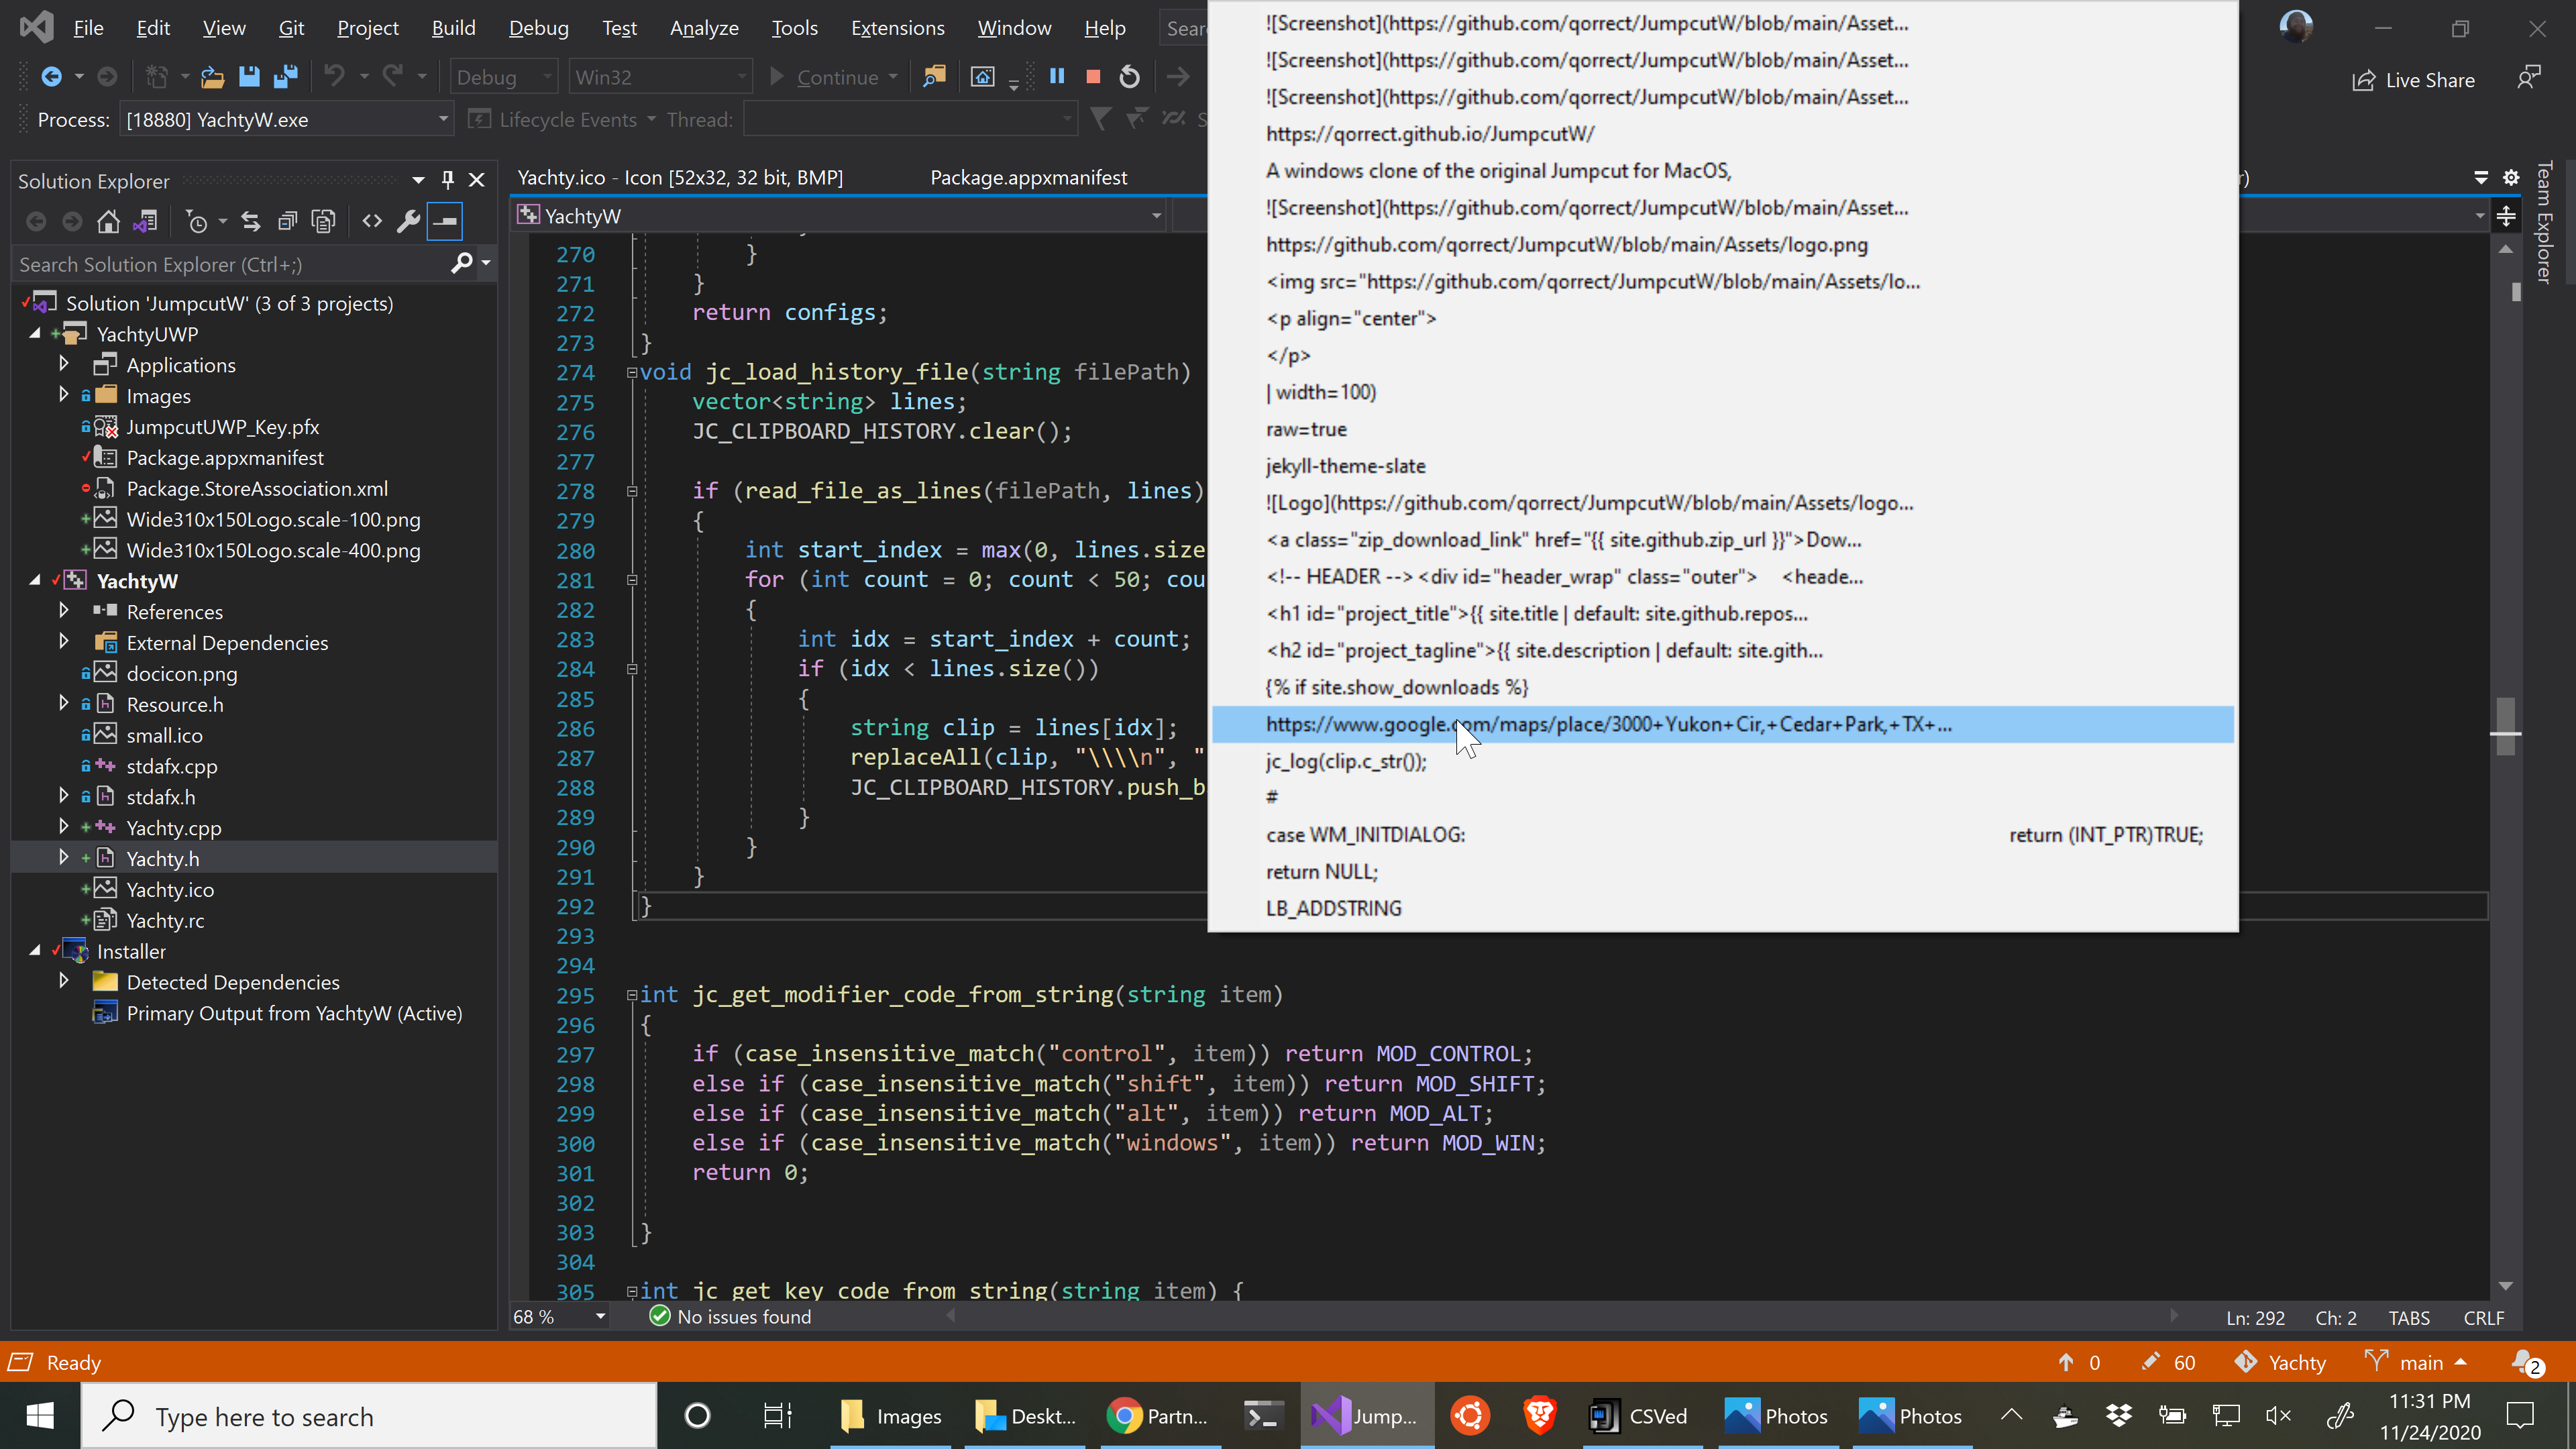 File Edit View Git Project Build Debug Test Analyze Tools Extensions Window Help
Debug Win32 Continue Live Share
Process: [18880] YachtyW.exe Lifecycle Events Thread:
Solution Explorer
Search Solution Explorer (Ctrl+;)
Solution 'JumpcutW' (3 of 3 projects)
YachtyUWP
Applications
Images
JumpcutUWP_Key.pfx
Package.appxmanifest
Package.StoreAssociation.xml
Wide310x150Logo.scale-100.png
Wide310x150Logo.scale-400.png
YachtyW
References
External Dependencies
docicon.png
Resource.h
small.ico
stdafx.cpp
stdafx.h
Yachty.cpp
Yachty.h
Yachty.ico
Yachty.rc
Installer
Detected Dependencies
Primary Output from YachtyW (Active)
Yachty.ico - Icon [52x32, 32 bit, BMP] Package.appxmanifest
YachtyW
270 }
271 }
272 return configs;
273 }
274 void jc_load_history_file(string filePath)
275 vector<string> lines;
276 JC_CLIPBOARD_HISTORY.clear();
277
278 if (read_file_as_lines(filePath, lines)
279 {
280 int start_index = max(0, lines.size
281 for (int count = 0; count < 50; cou
282 {
283 int idx = start_index + count;
284 if (idx < lines.size())
285 {
286 string clip = lines[idx];
287 replaceAll(clip, "\\\\n", "
288 JC_CLIPBOARD_HISTORY.push_b
289 }
290 }
291 }
292 }
293
294
295 int jc_get_modifier_code_from_string(string item)
296 {
297 if (case_insensitive_match("control", item)) return MOD_CONTROL;
298 else if (case_insensitive_match("shift", item)) return MOD_SHIFT;
299 else if (case_insensitive_match("alt", item)) return MOD_ALT;
300 else if (case_insensitive_match("windows", item)) return MOD_WIN;
301 return 0;
302
303 }
304
305 int jc_get_key_code_from_string(string item) {
![Screenshot](https://github.com/qorrect/JumpcutW/blob/main/Asset...
![Screenshot](https://github.com/qorrect/JumpcutW/blob/main/Asset...
![Screenshot](https://github.com/qorrect/JumpcutW/blob/main/Asset...
https://qorrect.github.io/JumpcutW/
A windows clone of the original Jumpcut for MacOS,
![Screenshot](https://github.com/qorrect/JumpcutW/blob/main/Asset...
https://github.com/qorrect/JumpcutW/blob/main/Assets/logo.png
<img src="https://github.com/qorrect/JumpcutW/blob/main/Assets/lo...
<p align="center">
</p>
| width=100)
raw=true
jekyll-theme-slate
![Logo](https://github.com/qorrect/JumpcutW/blob/main/Assets/logo...
<a class="zip_download_link" href="{{ site.github.zip_url }}">Dow...
<!-- HEADER --> <div id="header_wrap" class="outer"> <heade...
<h1 id="project_title">{{ site.title | default: site.github.repos...
<h2 id="project_tagline">{{ site.description | default: site.gith...
{% if site.show_downloads %}
https://www.google.com/maps/place/3000+Yukon+Cir,+Cedar+Park,+TX+...
jc_log(clip.c_str());
#
case WM_INITDIALOG: return (INT_PTR)TRUE;
return NULL;
LB_ADDSTRING
Team Explorer
68 % No issues found Ln: 292 Ch: 2 TABS CRLF
Ready 0 60 Yachty main 2
Type here to search Images Deskt... Partn... Jump... CSVed Photos Photos 11:31 PM
11/24/2020